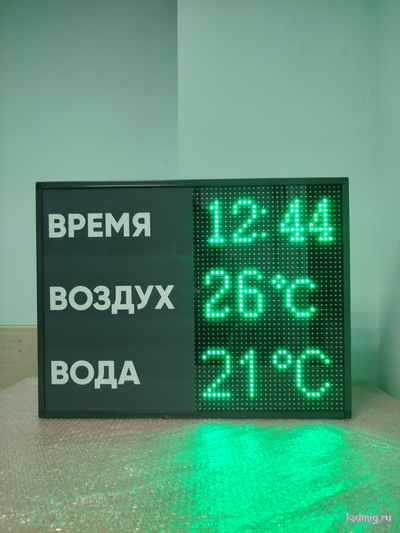 ВРЕМЯ 12:44
ВОЗДУХ 26°C
ВОДА 21°C
ledmig.ru